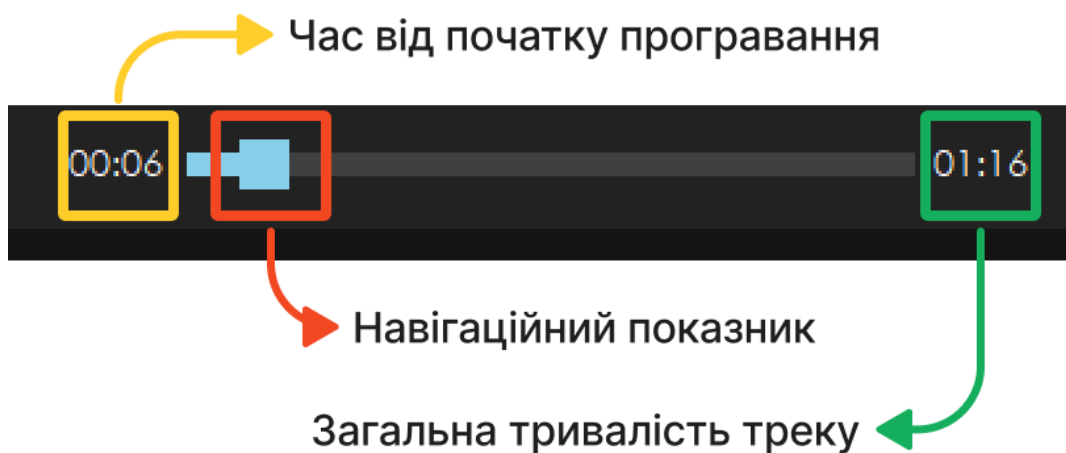 Час від початку програвання
00:06
01:16
Навігаційний показник
Загальна тривалість треку